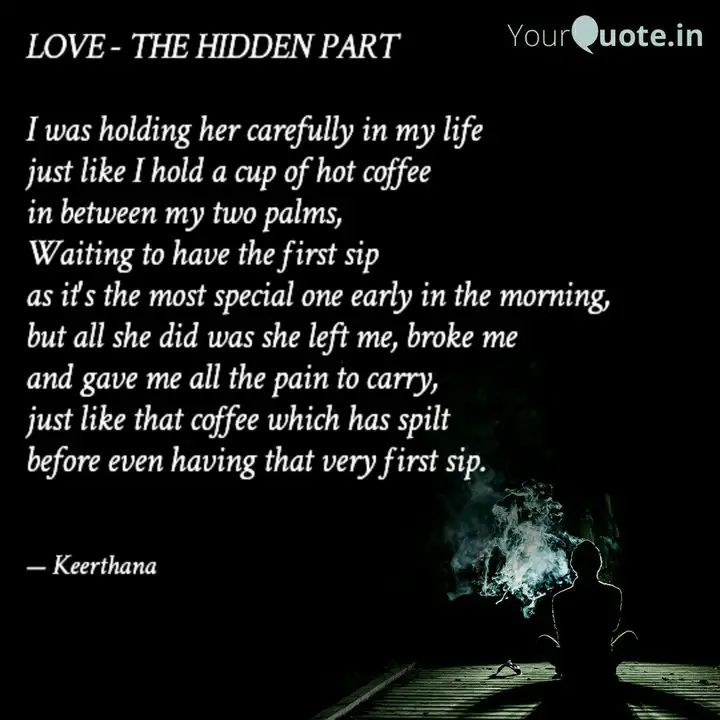 LOVE - THE HIDDEN PART
YourQuote.in
I was holding her carefully in my life
just like I hold a cup of hot coffee
in between my two palms,
Waiting to have the first sip
as it's the most special one early in the morning,
but all she did was she left me, broke me
and gave me all the pain to carry,
just like that coffee which has spilt
before even having that very first sip.
— Keerthana